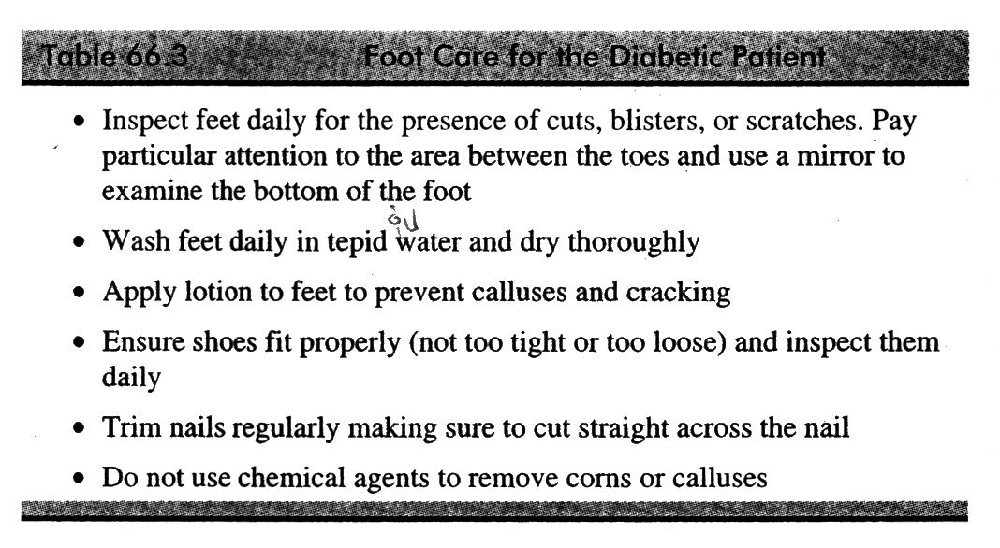 Table 66.3 Foot Care for the Diabetic Patient
• Inspect feet daily for the presence of cuts, blisters, or scratches. Pay
particular attention to the area between the toes and use a mirror to
examine the bottom of the foot
• Wash feet daily in tepid water and dry thoroughly
• Apply lotion to feet to prevent calluses and cracking
• Ensure shoes fit properly (not too tight or too loose) and inspect them
daily
• Trim nails regularly making sure to cut straight across the nail
• Do not use chemical agents to remove corns or calluses